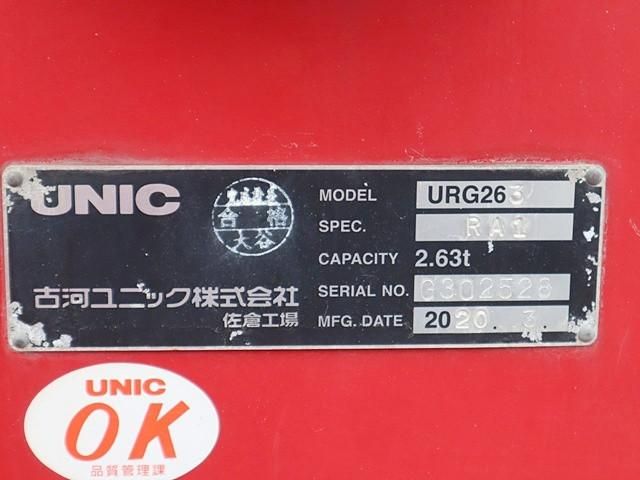 UNIC
合格
大谷
MODEL URG263
SPEC. RA1
CAPACITY 2.63t
SERIAL NO. G302528
MFG. DATE 2020. 3.
古河ユニック株式会社
佐倉工場
UNIC
OK
品質管理課